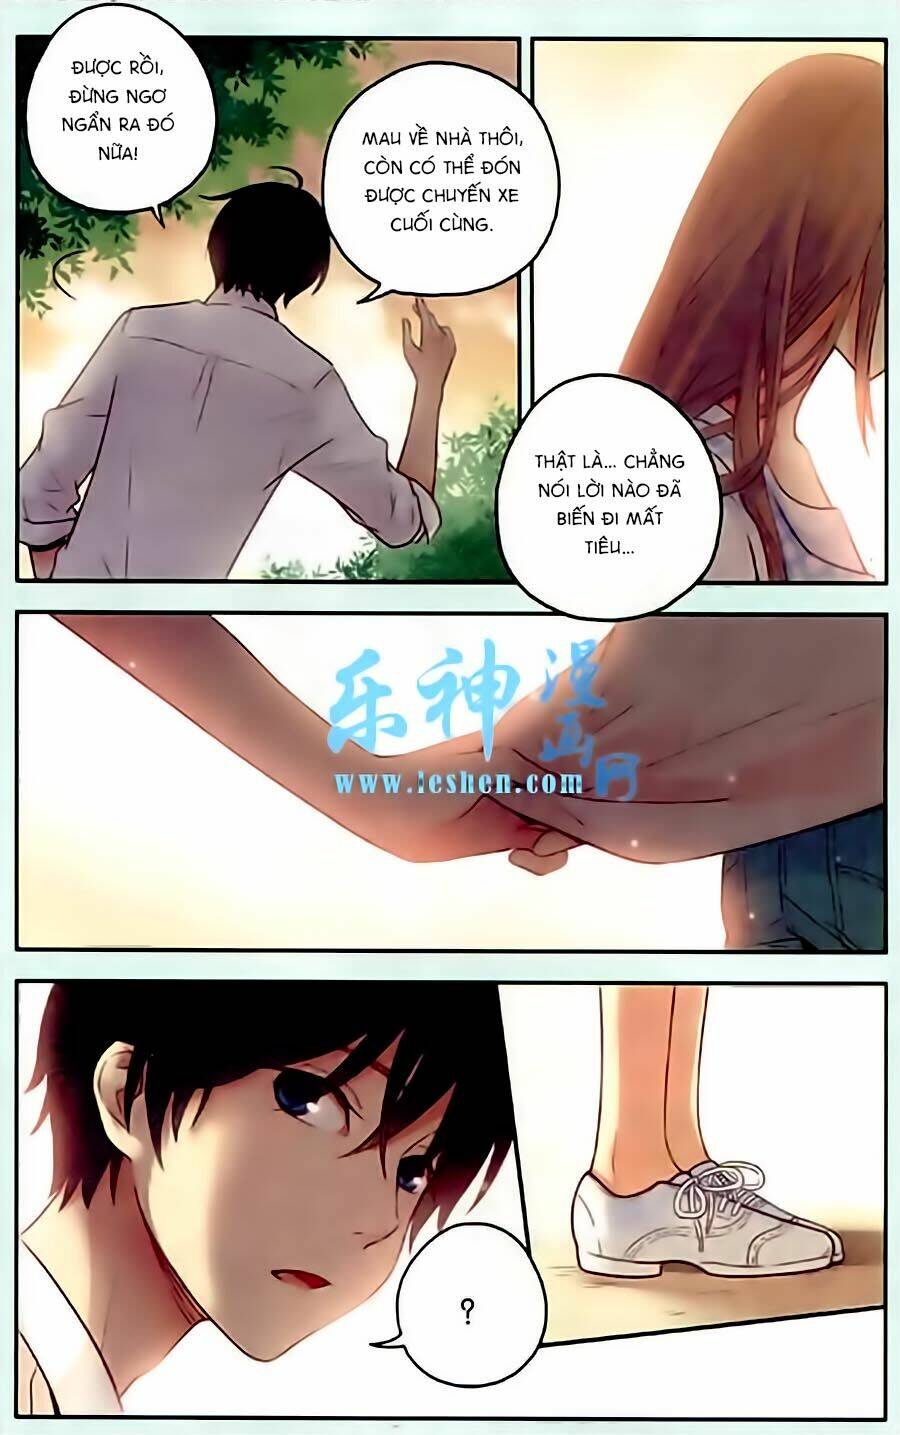 ĐƯỢC RỒI,
ĐỪNG NGƠ
NGẨN RA ĐÓ
NỮA!
MAU VỀ NHÀ THÔI,
CÒN CÓ THỂ ĐÓN
ĐƯỢC CHUYẾN XE
CUỐI CÙNG.
THẬT LÀ... CHẲNG
NÓI LỜI NÀO ĐÃ
BIẾN ĐI MẤT
TIÊU...
乐神漫画网
www.leshen.com
?